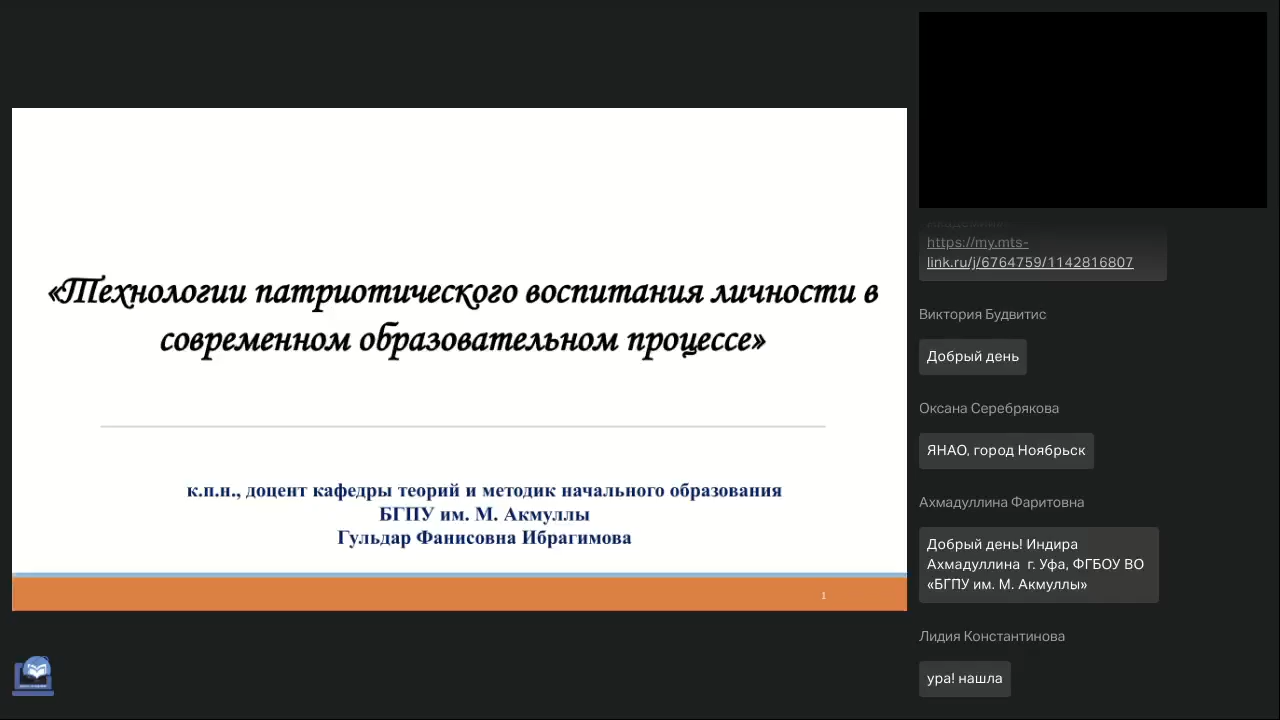 «Технологии патриотического воспитания личности в
современном образовательном процессе»
к.п.н., доцент кафедры теорий и методик начального образования
БГПУ им. М. Акмуллы
Гульдар Фанисовна Ибрагимова
1
https://my.mts-
link.ru/j/6764759/1142816807
Виктория Будвитис
Добрый день
Оксана Серебрякова
ЯНАО, город Ноябрьск
Ахмадуллина Фаритовна
Добрый день! Индира
Ахмадуллина г. Уфа, ФГБОУ ВО
«БГПУ им. М. Акмуллы»
Лидия Константинова
ура! нашла